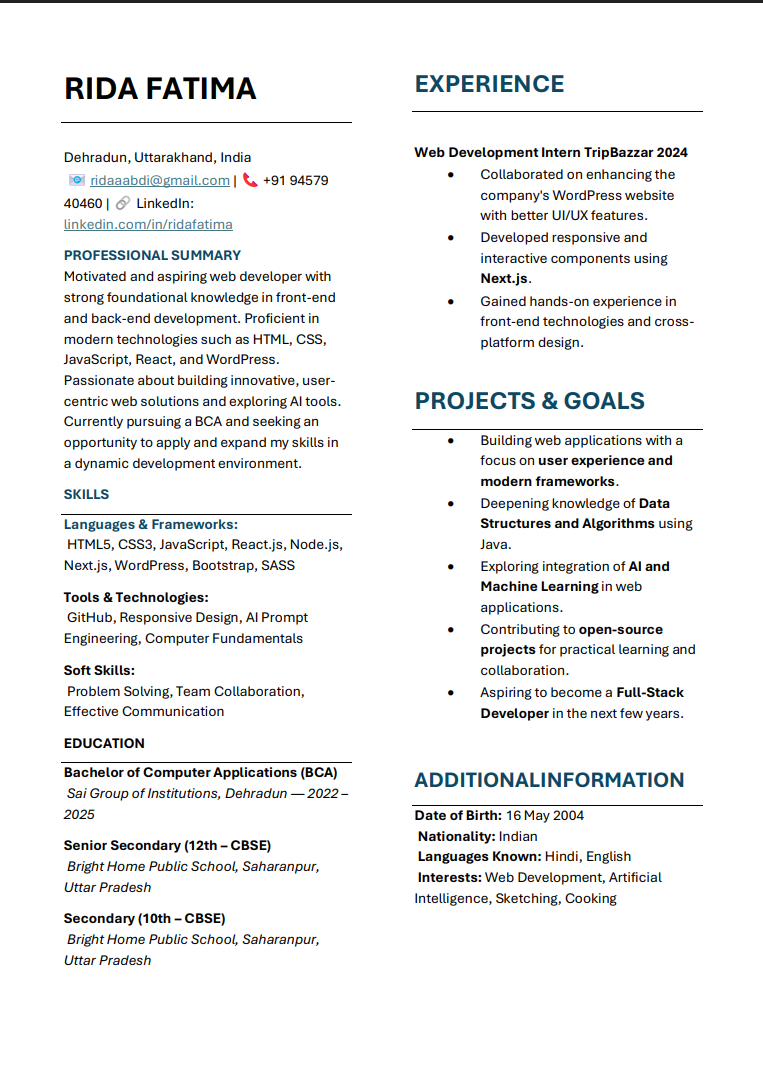 RIDA FATIMA
Dehradun, Uttarakhand, India
📧 ridaaabdi@gmail.com | 📞 +91 94579
40460 | 🔗 LinkedIn:
linkedin.com/in/ridafatima
PROFESSIONAL SUMMARY
Motivated and aspiring web developer with
strong foundational knowledge in front-end
and back-end development. Proficient in
modern technologies such as HTML, CSS,
JavaScript, React, and WordPress.
Passionate about building innovative, user-
centric web solutions and exploring AI tools.
Currently pursuing a BCA and seeking an
opportunity to apply and expand my skills in
a dynamic development environment.
SKILLS
Languages & Frameworks:
HTML5, CSS3, JavaScript, React.js, Node.js,
Next.js, WordPress, Bootstrap, SASS
Tools & Technologies:
GitHub, Responsive Design, AI Prompt
Engineering, Computer Fundamentals
Soft Skills:
Problem Solving, Team Collaboration,
Effective Communication
EDUCATION
Bachelor of Computer Applications (BCA)
Sai Group of Institutions, Dehradun — 2022 –
2025
Senior Secondary (12th – CBSE)
Bright Home Public School, Saharanpur,
Uttar Pradesh
Secondary (10th – CBSE)
Bright Home Public School, Saharanpur,
Uttar Pradesh
EXPERIENCE
Web Development Intern TripBazzar 2024
• Collaborated on enhancing the
company's WordPress website
with better UI/UX features.
• Developed responsive and
interactive components using
Next.js.
• Gained hands-on experience in
front-end technologies and cross-
platform design.
PROJECTS & GOALS
• Building web applications with a
focus on user experience and
modern frameworks.
• Deepening knowledge of Data
Structures and Algorithms using
Java.
• Exploring integration of AI and
Machine Learning in web
applications.
• Contributing to open-source
projects for practical learning and
collaboration.
• Aspiring to become a Full-Stack
Developer in the next few years.
ADDITIONALINFORMATION
Date of Birth: 16 May 2004
Nationality: Indian
Languages Known: Hindi, English
Interests: Web Development, Artificial
Intelligence, Sketching, Cooking